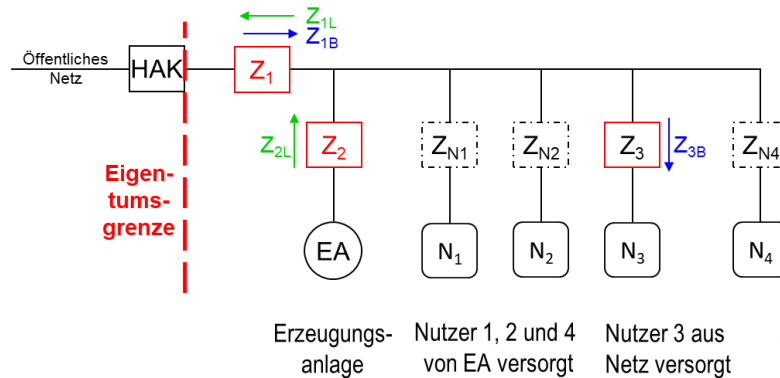 Z1L
Z1B
Öffentliches
Netz
HAK
Z1
Z2L
Z2
ZN1
ZN2
Z3
Z3B
ZN4
Eigen-
tums-
grenze
EA
N1
N2
N3
N4
Erzeugungs-
anlage
Nutzer 1, 2 und 4
von EA versorgt
Nutzer 3 aus
Netz versorgt